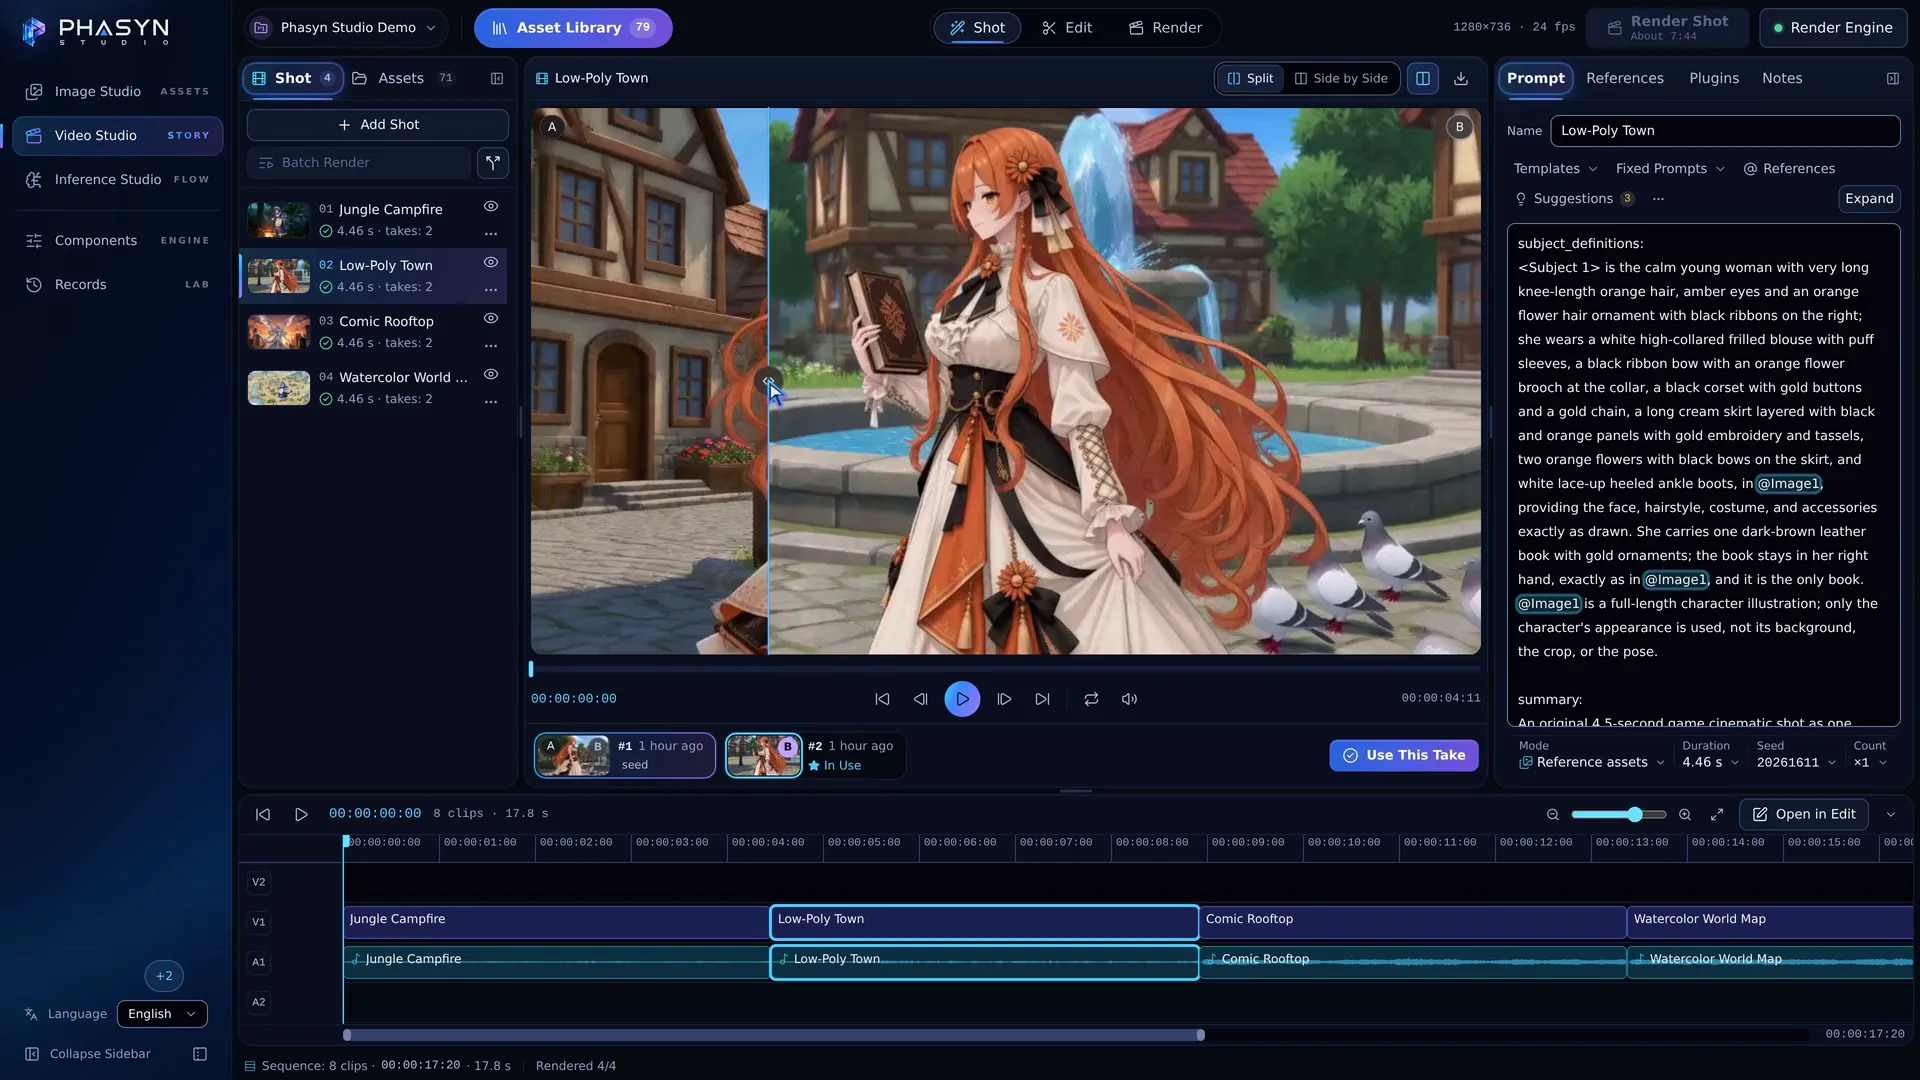 PHASYN
STUDIO
Phasyn Studio Demo
Asset Library 79
Shot
Edit
Render
1280×736 · 24 fps
Render Shot
About 7:44
Render Engine
Image Studio ASSETS
Video Studio STORY
Inference Studio FLOW
Components ENGINE
Records LAB
+2
Language English
Collapse Sidebar
Shot 4
Assets 71
+ Add Shot
Batch Render
01 Jungle Campfire
4.46 s · takes: 2
02 Low-Poly Town
4.46 s · takes: 2
03 Comic Rooftop
4.46 s · takes: 2
04 Watercolor World ...
4.46 s · takes: 2
Low-Poly Town
Split
Side by Side
A
B
00:00:00:00
00:00:04:11
A B #1 1 hour ago
seed
B #2 1 hour ago
In Use
Use This Take
Prompt
References
Plugins
Notes
Name Low-Poly Town
Templates
Fixed Prompts
@ References
Suggestions 3 ...
Expand
subject_definitions:
<Subject 1> is the calm young woman with very long
knee-length orange hair, amber eyes and an orange
flower hair ornament with black ribbons on the right;
she wears a white high-collared frilled blouse with puff
sleeves, a black ribbon bow with an orange flower
brooch at the collar, a black corset with gold buttons
and a gold chain, a long cream skirt layered with black
and orange panels with gold embroidery and tassels,
two orange flowers with black bows on the skirt, and
white lace-up heeled ankle boots, in @Image1,
providing the face, hairstyle, costume, and accessories
exactly as drawn. She carries one dark-brown leather
book with gold ornaments; the book stays in her right
hand, exactly as in @Image1, and it is the only book.
@Image1 is a full-length character illustration; only the
character's appearance is used, not its background,
the crop, or the pose.
summary:
An original 4.5-second game cinematic shot as one
Mode
Reference assets
Duration
4.46 s
Seed
20261611
Count
×1
00:00:00:00 8 clips · 17.8 s
Open in Edit
00:00:00:00 00:00:01:00 00:00:02:00 00:00:03:00 00:00:04:00 00:00:05:00 00:00:06:00 00:00:07:00 00:00:08:00 00:00:09:00 00:00:10:00 00:00:11:00 00:00:12:00 00:00:13:00 00:00:14:00 00:00:15:00 00:0
V2
V1 Jungle Campfire Low-Poly Town Comic Rooftop Watercolor World Map
A1 Jungle Campfire Low-Poly Town Comic Rooftop Watercolor World Map
A2
00:00:17:20
Sequence: 8 clips · 00:00:17:20 · 17.8 s Rendered 4/4